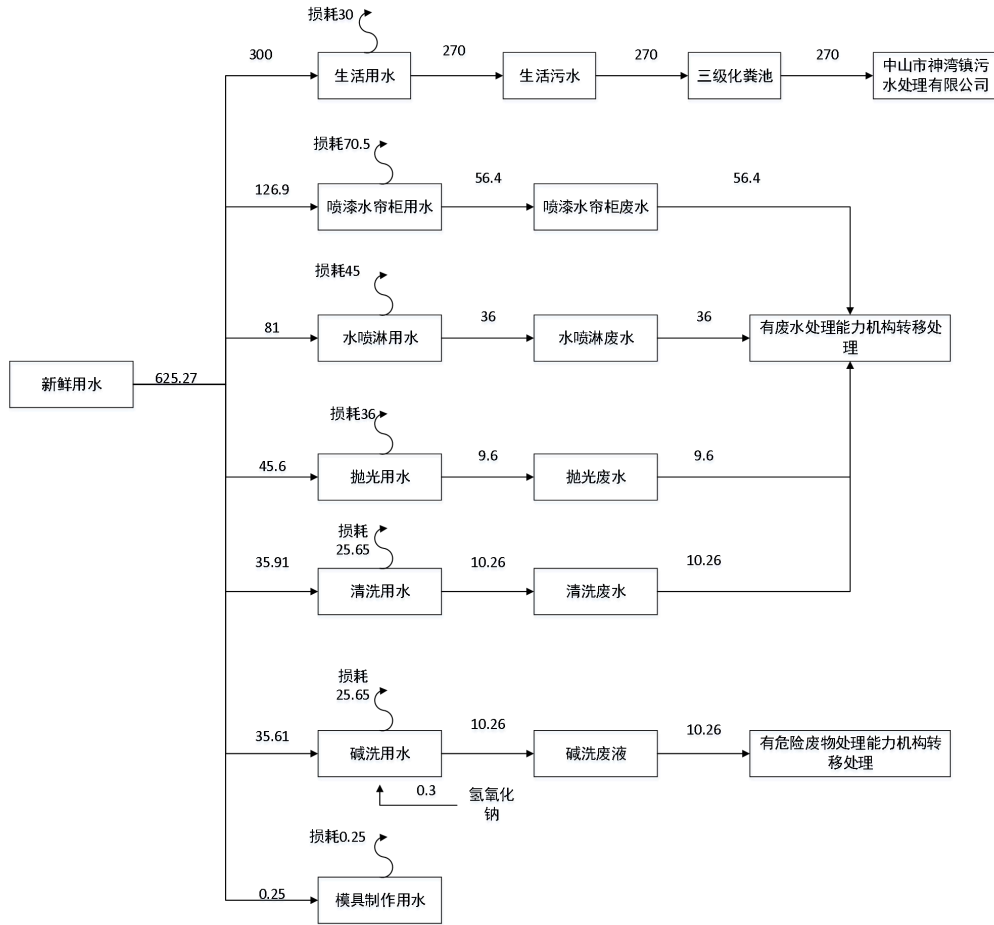 损耗30
300
生活用水
270
生活污水
270
三级化粪池
270
中山市神湾镇污
水处理有限公司
损耗70.5
126.9
喷漆水帘柜用水
56.4
喷漆水帘柜废水
56.4
损耗45
81
水喷淋用水
36
水喷淋废水
36
有废水处理能力机构转移处
理
新鲜用水
625.27
损耗36
45.6
抛光用水
9.6
抛光废水
9.6
损耗
25.65
35.91
清洗用水
10.26
清洗废水
10.26
损耗
25.65
35.61
碱洗用水
10.26
碱洗废液
10.26
有危险废物处理能力机构转
移处理
0.3
氢氧化
钠
损耗0.25
0.25
模具制作用水